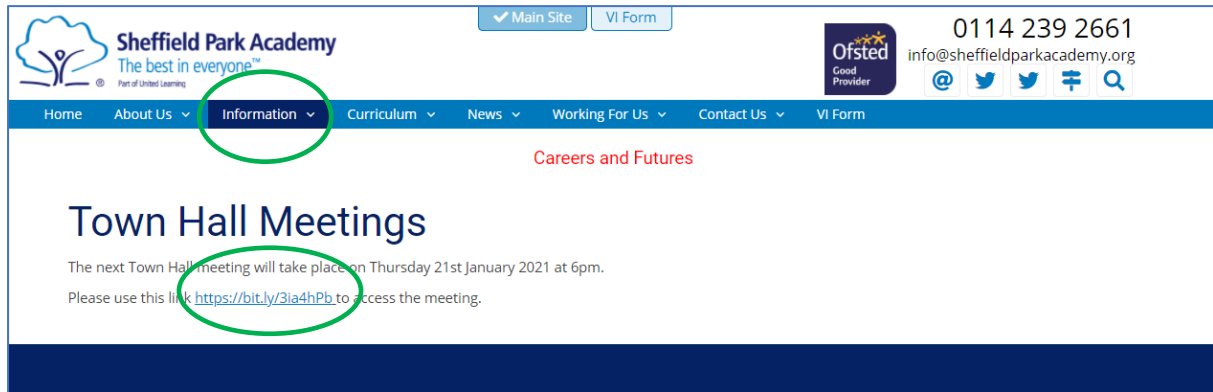 Main Site
VI Form
Sheffield Park Academy
The best in everyone™
Part of United Learning
®
Ofsted
Good
Provider
0114 239 2661
info@sheffieldparkacademy.org
@
Home
About Us
Information
Curriculum
News
Working For Us
Contact Us
VI Form
Careers and Futures
Town Hall Meetings
The next Town Hall meeting will take place on Thursday 21st January 2021 at 6pm.
Please use this link https://bit.ly/3ia4hPb to access the meeting.